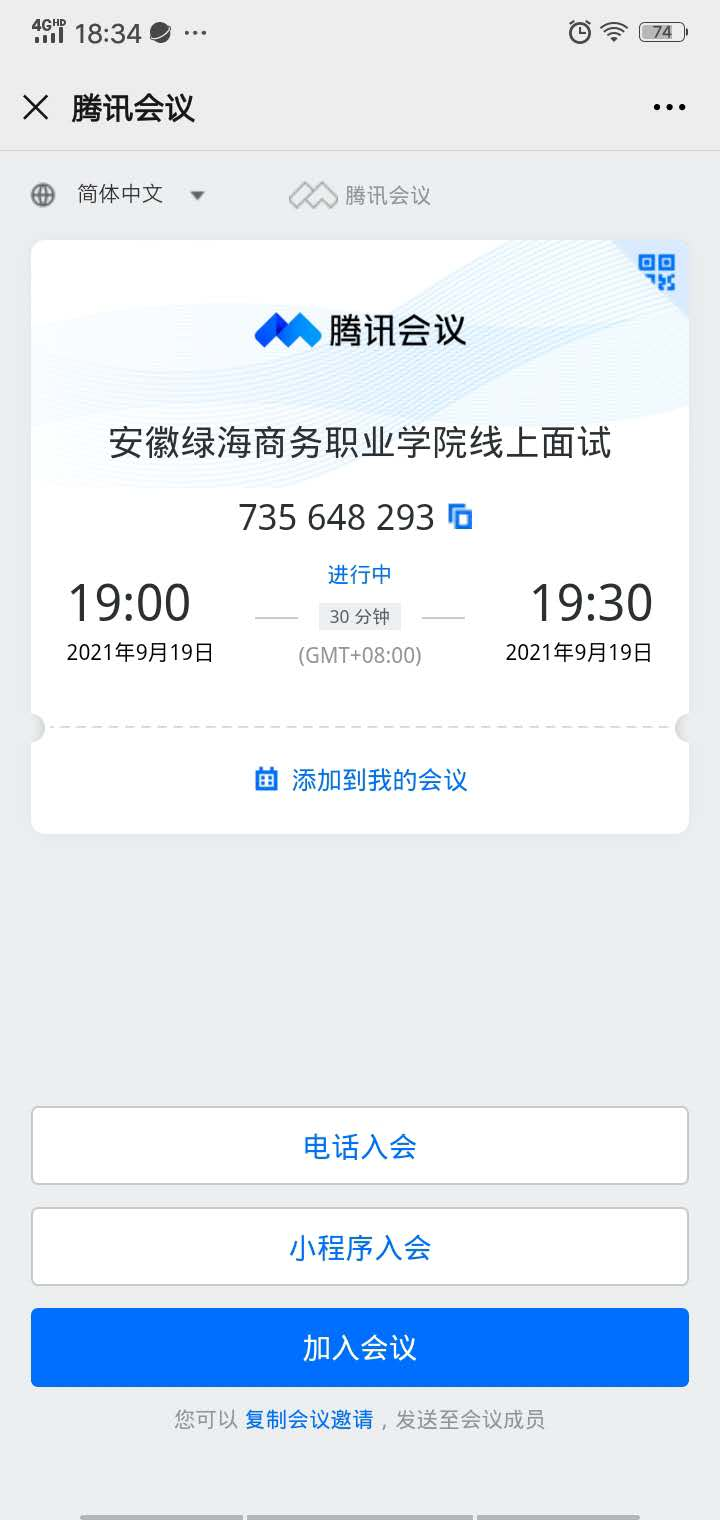 4GHD 18:34 74
腾讯会议
简体中文 腾讯会议
腾讯会议
安徽绿海商务职业学院线上面试
735 648 293
进行中
19:00 30 分钟 19:30
2021年9月19日 (GMT+08:00) 2021年9月19日
添加到我的会议
电话入会
小程序入会
加入会议
您可以 复制会议邀请，发送至会议成员